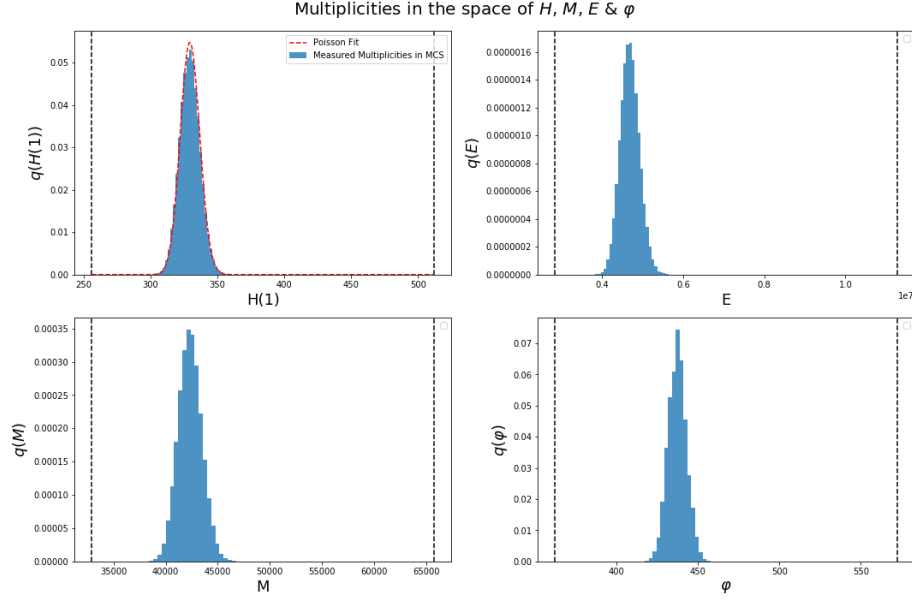 Multiplicities in the space of H, M, E & φ
Poisson Fit
Measured Multiplicities in MCS
q(H(1))
0.05
0.04
0.03
0.02
0.01
0.00
250 300 350 400 450 500
H(1)
q(E)
0.0000016
0.0000014
0.0000012
0.0000010
0.0000008
0.0000006
0.0000004
0.0000002
0.0000000
0.4 0.6 0.8 1.0
1e7
E
q(M)
0.00035
0.00030
0.00025
0.00020
0.00015
0.00010
0.00005
0.00000
35000 40000 45000 50000 55000 60000 65000
M
q(φ)
0.07
0.06
0.05
0.04
0.03
0.02
0.01
0.00
400 450 500 550
φ